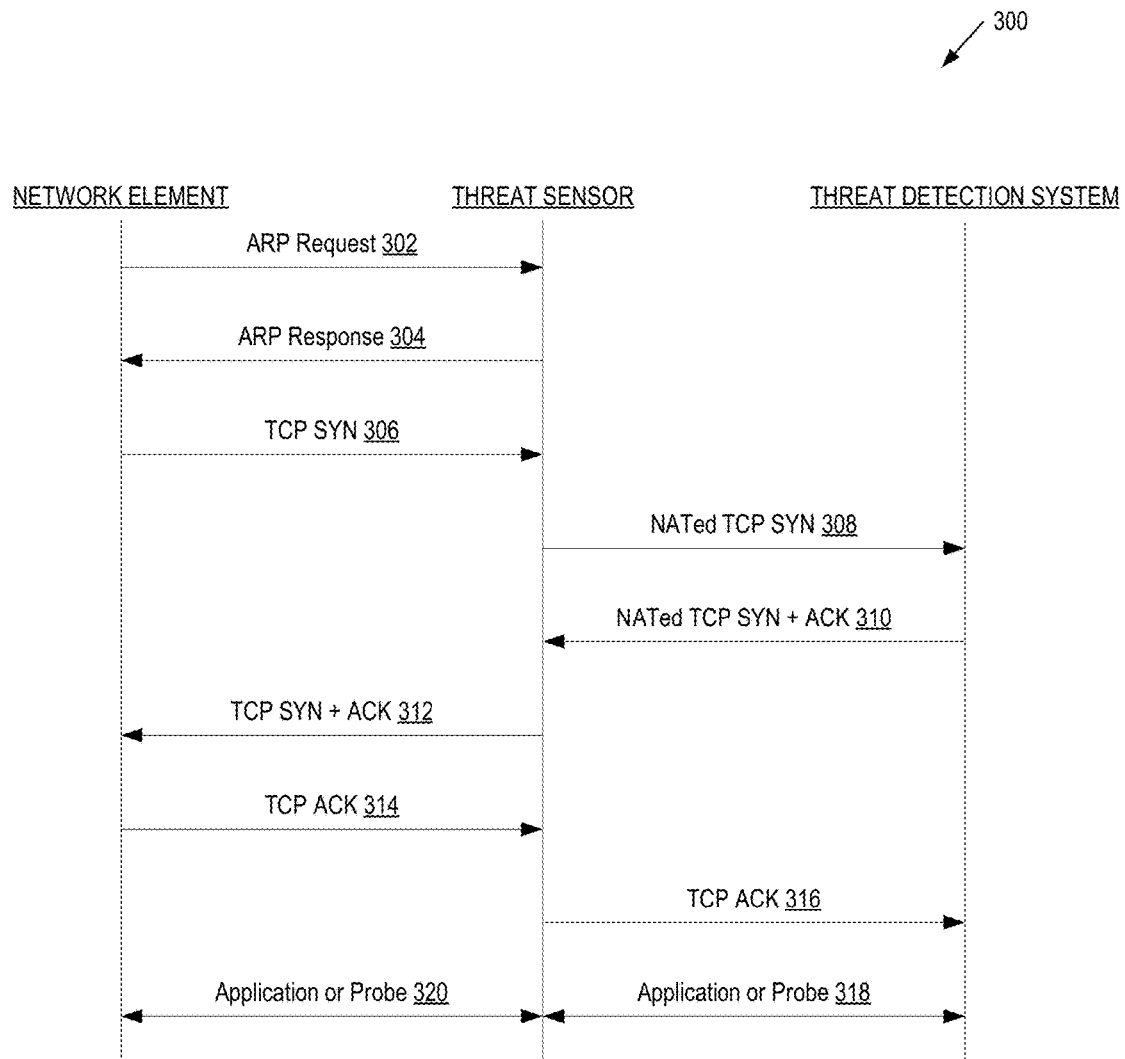 300
NETWORK ELEMENT THREAT SENSOR THREAT DETECTION SYSTEM
ARP Request 302
ARP Response 304
TCP SYN 306
NATed TCP SYN 308
NATed TCP SYN + ACK 310
TCP SYN + ACK 312
TCP ACK 314
TCP ACK 316
Application or Probe 320 Application or Probe 318